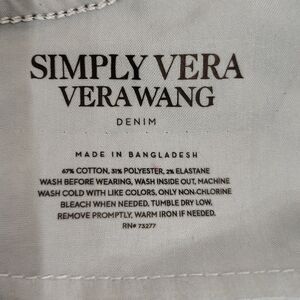 SIMPLY VERA
VERAWANG
DENIM
MADE IN BANGLADESH
67% COTTON, 31% POLYESTER, 2% ELASTANE
WASH BEFORE WEARING, WASH INSIDE OUT, MACHINE
WASH COLD WITH LIKE COLORS, ONLY NON-CHLORINE
BLEACH WHEN NEEDED, TUMBLE DRY LOW,
REMOVE PROMPTLY, WARM IRON IF NEEDED.
RN# 73277